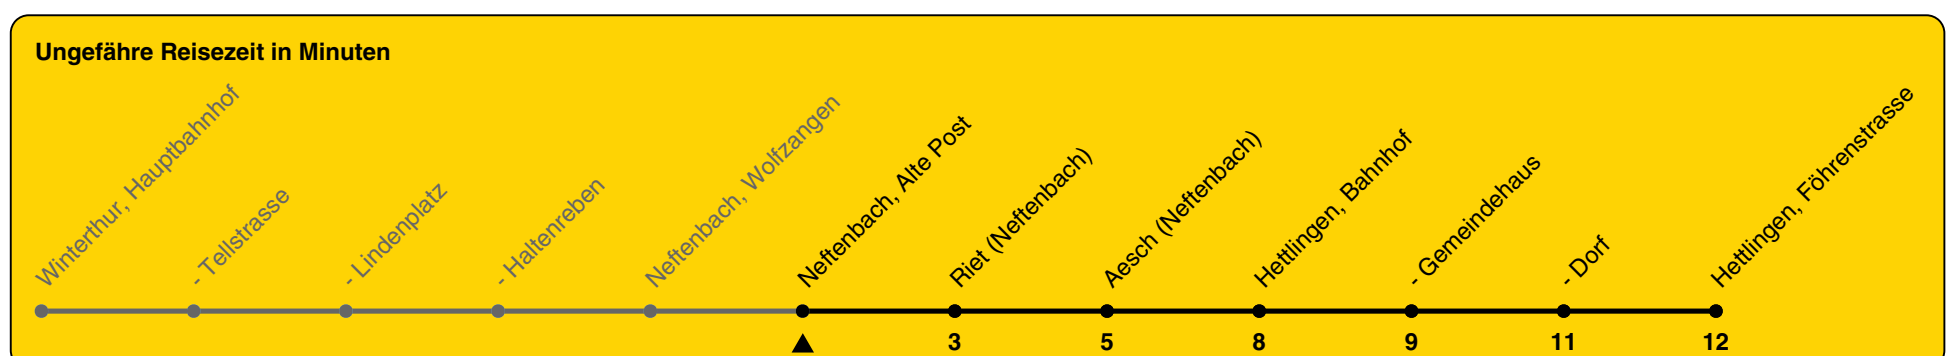 Ungefähre Reisezeit in Minuten
Winterthur, Hauptbahnhof
- Tellstrasse
- Lindenplatz
- Haltenreben
Neftenbach, Wolfzangen
Neftenbach, Alte Post
Riet (Neftenbach)
Aesch (Neftenbach)
Hettlingen, Bahnhof
- Gemeindehaus
- Dorf
Hettlingen, Föhrenstrasse
3 5 8 9 11 12